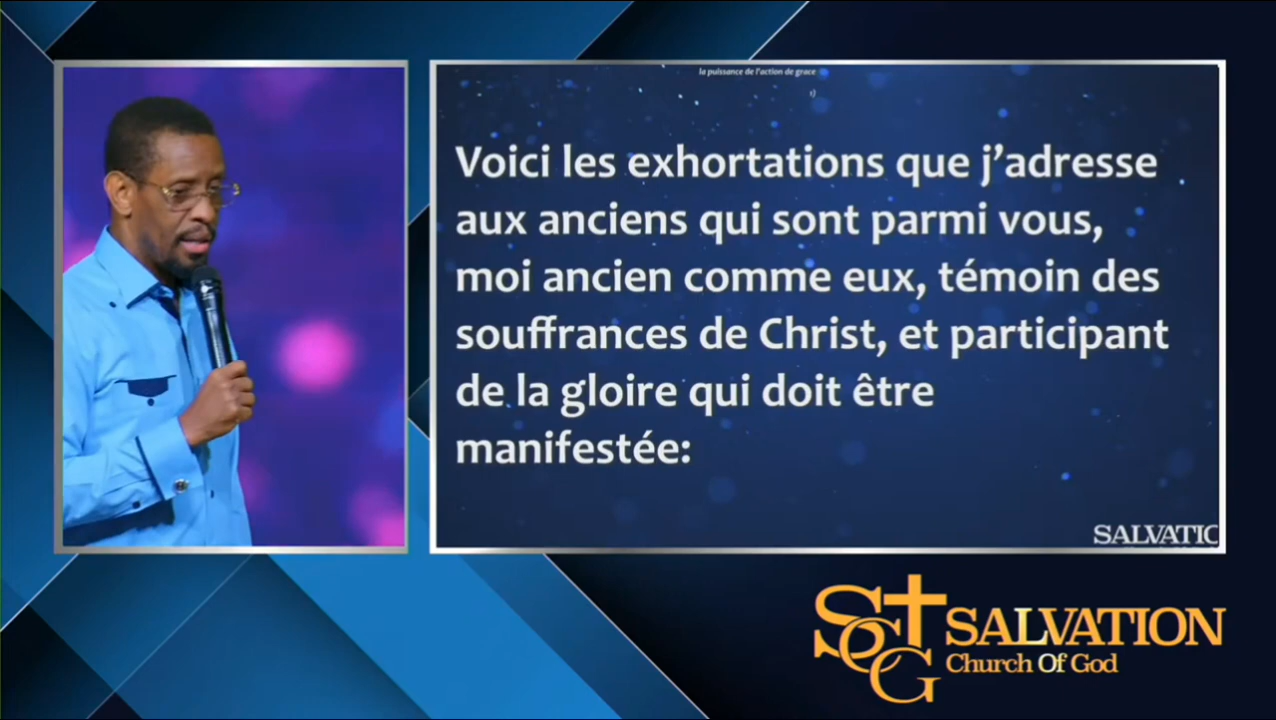 la puissance de l'action de grace
1)
Voici les exhortations que j’adresse
aux anciens qui sont parmi vous,
moi ancien comme eux, témoin des
souffrances de Christ, et participant
de la gloire qui doit être
manifestée:
SALVATIC
SCOG
SALVATION
Church Of God